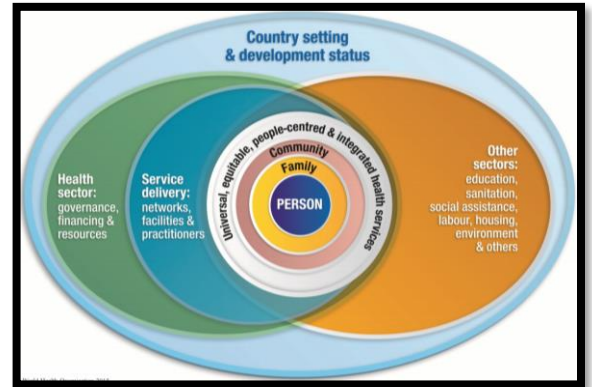 Country setting
& development status
Health
sector:
governance,
financing &
resources
Service
delivery:
networks,
facilities &
practitioners
Universal, equitable, people-centred & integrated health services
Community
Family
PERSON
Other
sectors:
education,
sanitation,
social assistance,
labour, housing,
environment
& others